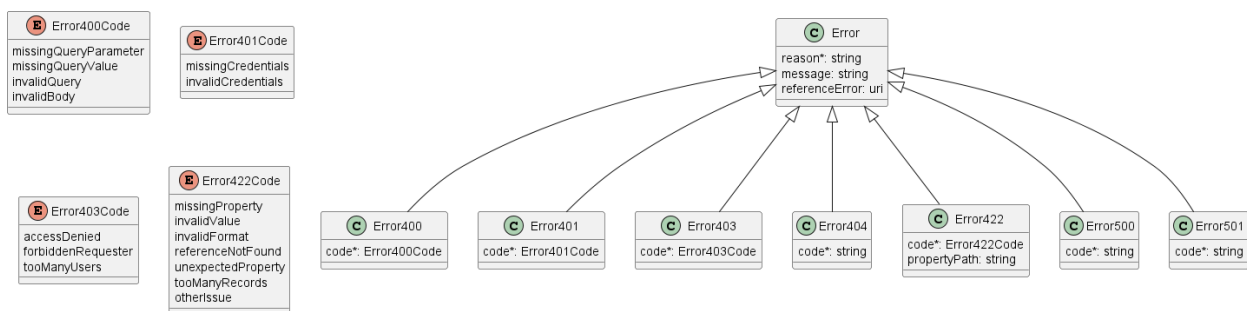 E Error400Code
missingQueryParameter
missingQueryValue
invalidQuery
invalidBody
E Error401Code
missingCredentials
invalidCredentials
C Error
reason*: string
message: string
referenceError: uri
E Error403Code
accessDenied
forbiddenRequester
tooManyUsers
E Error422Code
missingProperty
invalidValue
invalidFormat
referenceNotFound
unexpectedProperty
tooManyRecords
otherIssue
C Error400
code*: Error400Code
C Error401
code*: Error401Code
C Error403
code*: Error403Code
C Error404
code*: string
C Error422
code*: Error422Code
propertyPath: string
C Error500
code*: string
C Error501
code*: string